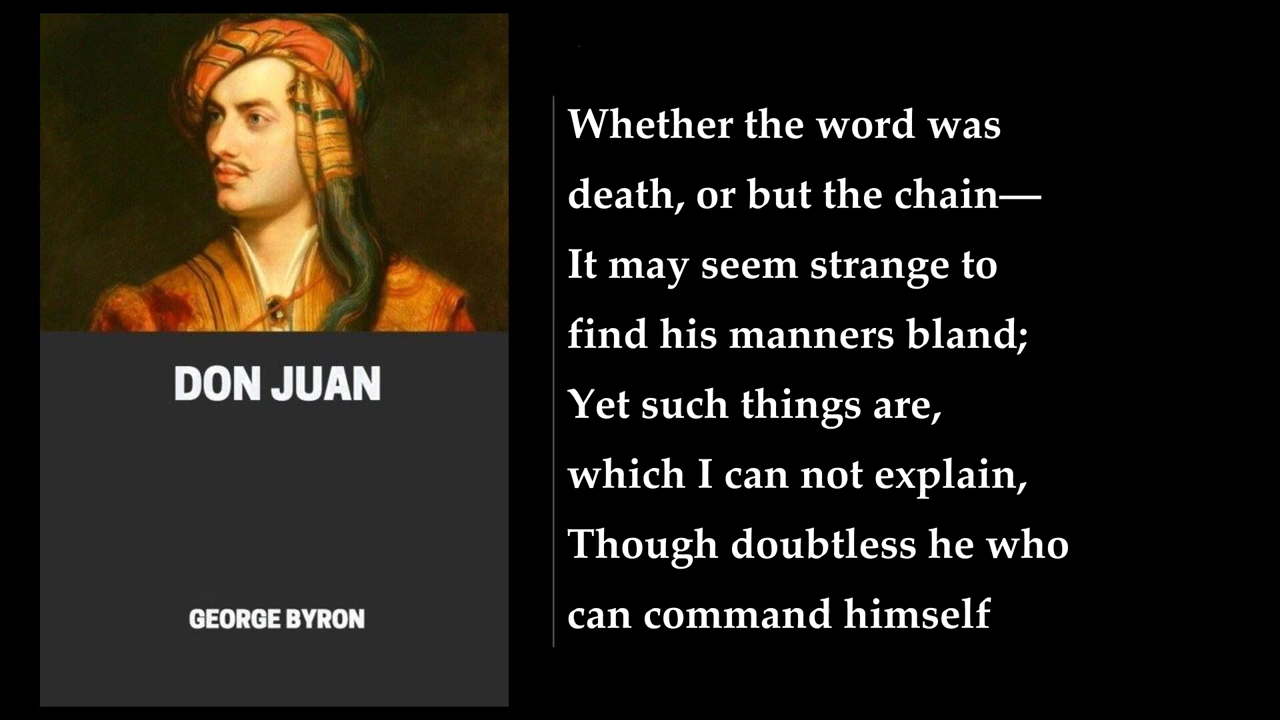 DON JUAN
GEORGE BYRON
Whether the word was
death, or but the chain—
It may seem strange to
find his manners bland;
Yet such things are,
which I can not explain,
Though doubtless he who
can command himself